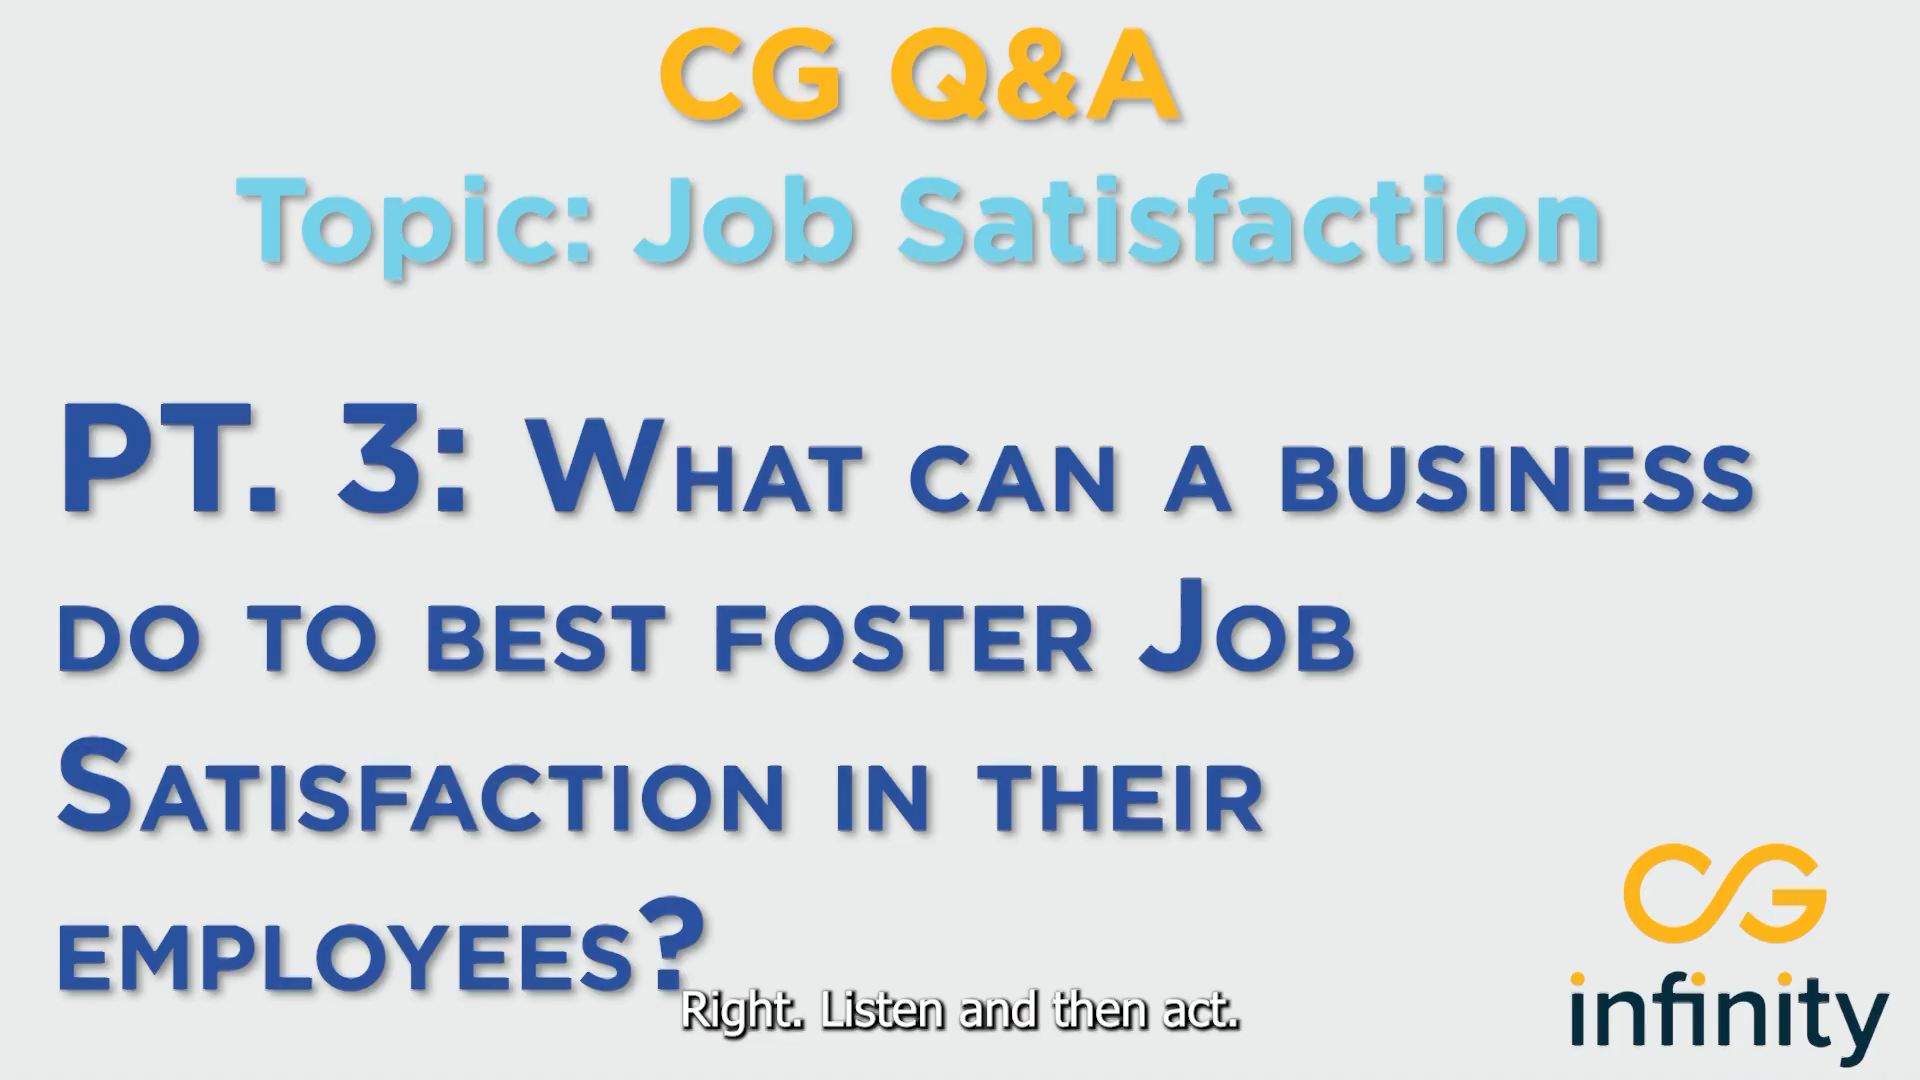 CG Q&A
Topic: Job Satisfaction
PT. 3: What can a business
do to best foster Job
Satisfaction in their
employees?
Right. Listen and then act.
CG
infinity